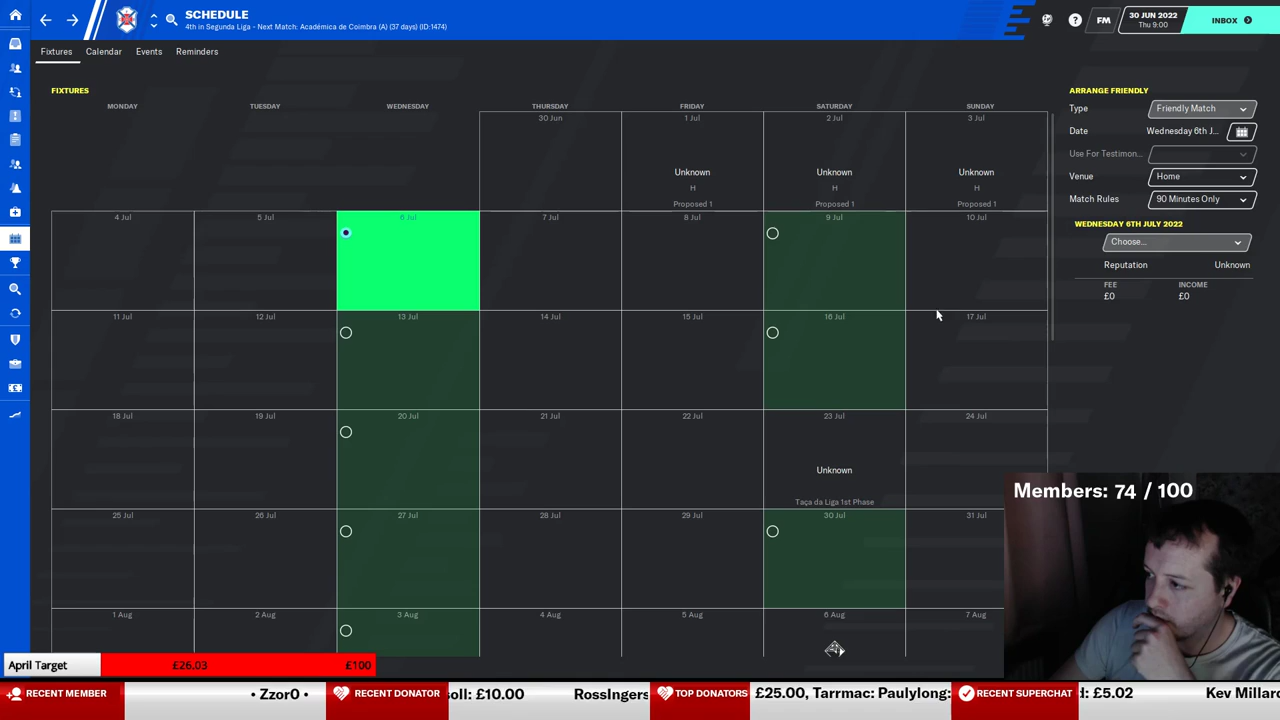 SCHEDULE
4th in Segunda Liga - Next Match: Académica de Coimbra (A) (37 days) (ID:1474)
FM
30 JUN 2022
Thu 9:00
INBOX
Fixtures
Calendar
Events
Reminders
FIXTURES
MONDAY
TUESDAY
WEDNESDAY
THURSDAY
FRIDAY
SATURDAY
SUNDAY
30 Jun
1 Jul
2 Jul
3 Jul
Unknown
Unknown
Unknown
H
H
H
Proposed 1
Proposed 1
Proposed 1
4 Jul
5 Jul
6 Jul
7 Jul
8 Jul
9 Jul
10 Jul
11 Jul
12 Jul
13 Jul
14 Jul
15 Jul
16 Jul
17 Jul
18 Jul
19 Jul
20 Jul
21 Jul
22 Jul
23 Jul
24 Jul
Unknown
Taça da Liga 1st Phase
25 Jul
26 Jul
27 Jul
28 Jul
29 Jul
30 Jul
31 Jul
1 Aug
2 Aug
3 Aug
4 Aug
5 Aug
6 Aug
7 Aug
ARRANGE FRIENDLY
Type
Friendly Match
Date
Wednesday 6th J...
Use For Testimon...
Venue
Home
Match Rules
90 Minutes Only
WEDNESDAY 6TH JULY 2022
Choose...
Reputation
Unknown
FEE
INCOME
£0
£0
Members: 74 / 100
April Target
£26.03
£100
RECENT MEMBER
• Zzor0 •
RECENT DONATOR
oll: £10.00
RossIngers
TOP DONATORS
£25.00, Tarrmac: Paulylong:
RECENT SUPERCHAT
d: £5.02
Kev Millard